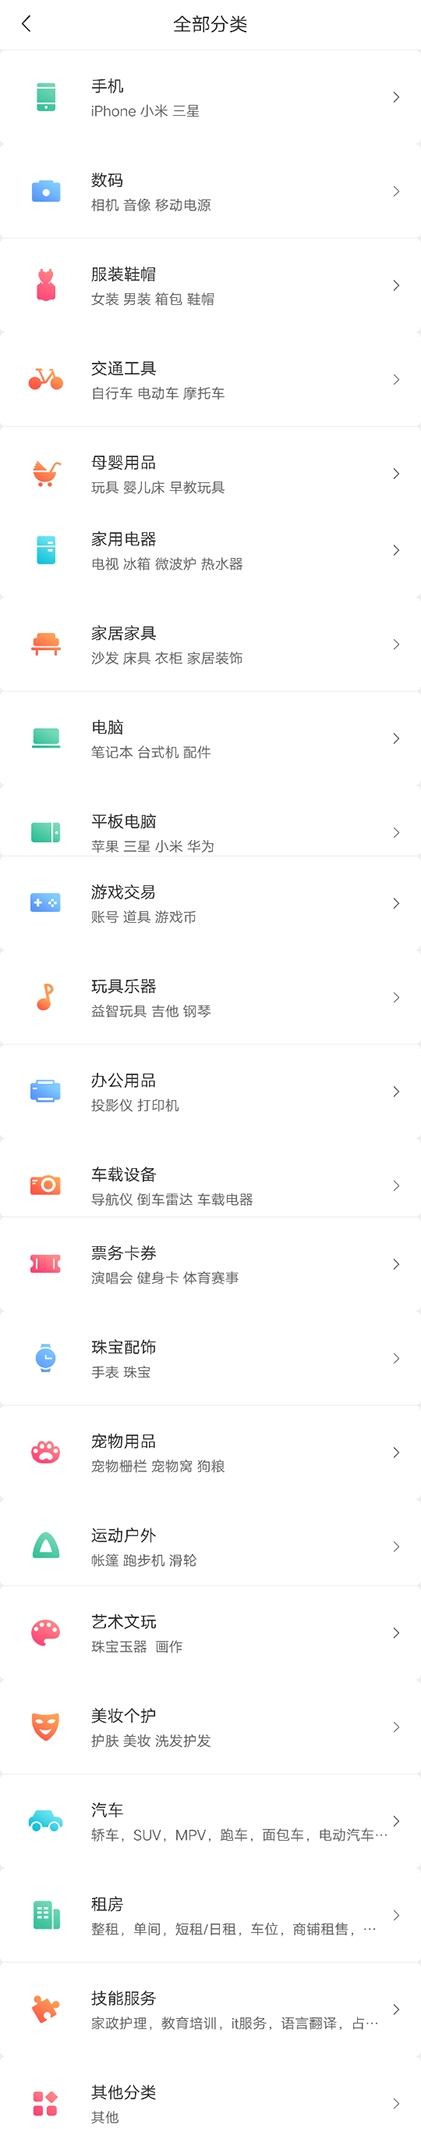 全部分类
手机
iPhone 小米 三星
数码
相机 音像 移动电源
服装鞋帽
女装 男装 箱包 鞋帽
交通工具
自行车 电动车 摩托车
母婴用品
玩具 婴儿床 早教玩具
家用电器
电视 冰箱 微波炉 热水器
家居家具
沙发 床具 衣柜 家居装饰
电脑
笔记本 台式机 配件
平板电脑
苹果 三星 小米 华为
游戏交易
账号 道具 游戏币
玩具乐器
益智玩具 吉他 钢琴
办公用品
投影仪 打印机
车载设备
导航仪 倒车雷达 车载电器
票务卡券
演唱会 健身卡 体育赛事
珠宝配饰
手表 珠宝
宠物用品
宠物栅栏 宠物窝 狗粮
运动户外
帐篷 跑步机 滑轮
艺术文玩
珠宝玉器 画作
美妆个护
护肤 美妆 洗发护发
汽车
轿车，SUV，MPV，跑车，面包车，电动汽车…
租房
整租，单间，短租/日租，车位，商铺租售，…
技能服务
家政护理，教育培训，it服务，语言翻译，占…
其他分类
其他